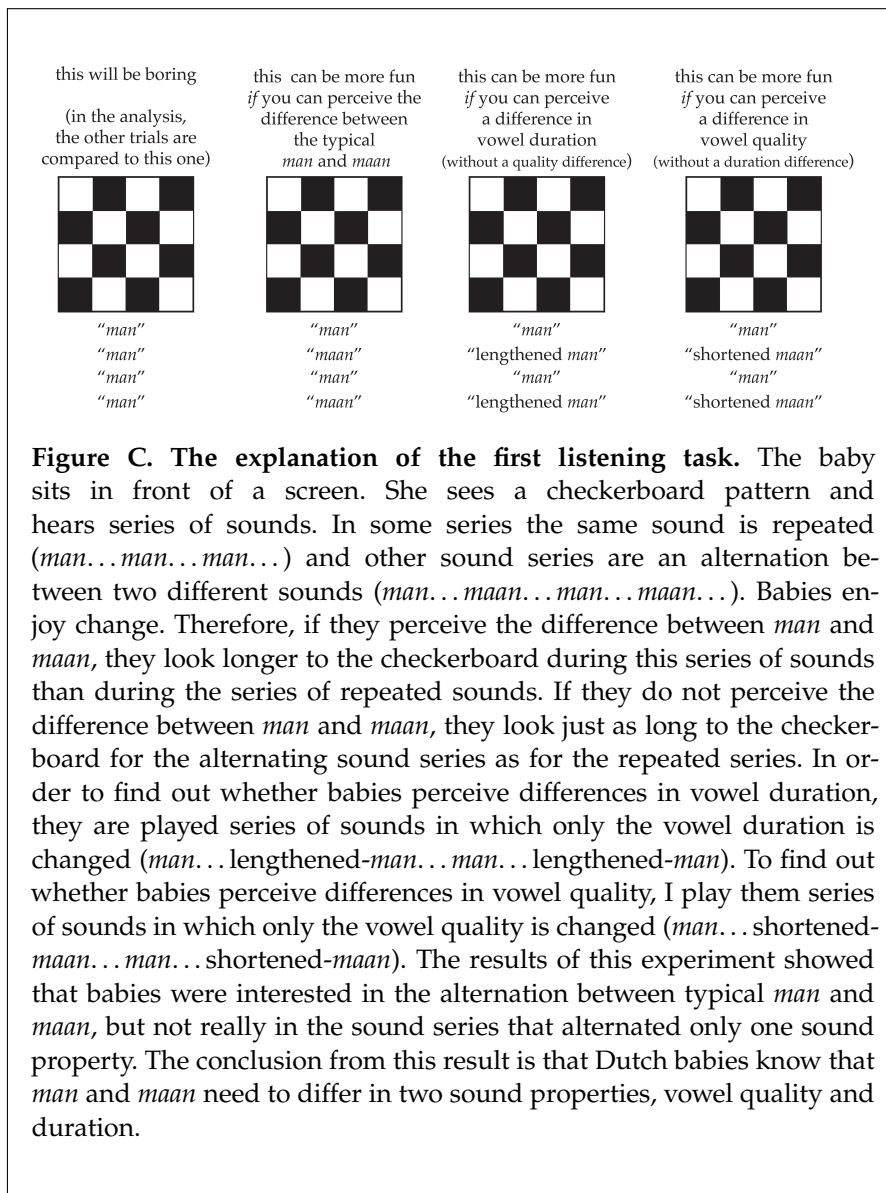 this will be boring
(in the analysis,
the other trials are
compared to this one)
this can be more fun
if you can perceive the
difference between
the typical
man and maan
this can be more fun
if you can perceive
a difference in
vowel duration
(without a quality difference)
this can be more fun
if you can perceive
a difference in
vowel quality
(without a duration difference)
“man”
“man”
“man”
“man”
“man”
“maan”
“man”
“maan”
“man”
“lengthened man”
“man”
“lengthened man”
“man”
“shortened maan”
“man”
“shortened maan”
Figure C. The explanation of the first listening task. The baby
sits in front of a screen. She sees a checkerboard pattern and
hears series of sounds. In some series the same sound is repeated
(man...man...man...) and other sound series are an alternation be-
tween two different sounds (man...maan...man...maan...). Babies en-
joy change. Therefore, if they perceive the difference between man and
maan, they look longer to the checkerboard during this series of sounds
than during the series of repeated sounds. If they do not perceive the
difference between man and maan, they look just as long to the checker-
board for the alternating sound series as for the repeated series. In or-
der to find out whether babies perceive differences in vowel duration,
they are played series of sounds in which only the vowel duration is
changed (man...lengthened-man...man...lengthened-man). To find out
whether babies perceive differences in vowel quality, I play them series
of sounds in which only the vowel quality is changed (man...shortened-
maan...man...shortened-maan). The results of this experiment showed
that babies were interested in the alternation between typical man and
maan, but not really in the sound series that alternated only one sound
property. The conclusion from this result is that Dutch babies know that
man and maan need to differ in two sound properties, vowel quality and
duration.